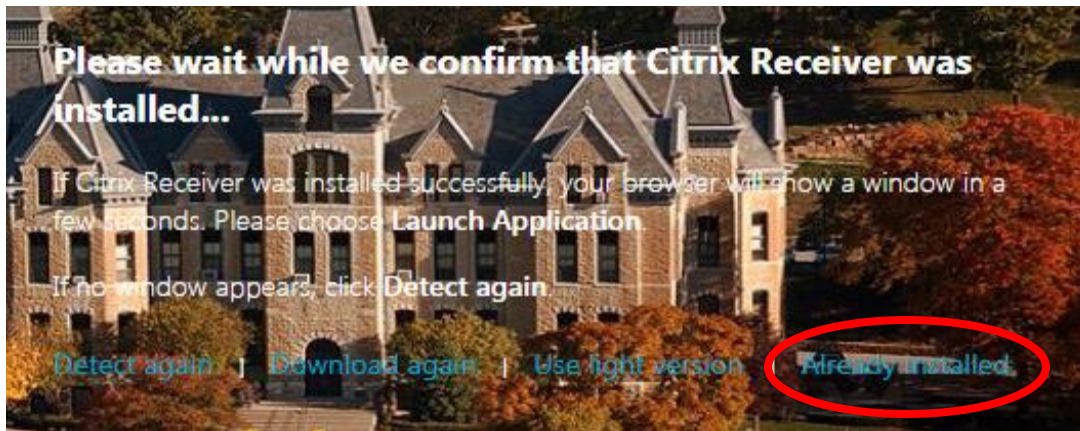 Please wait while we confirm that Citrix Receiver was
installed...
If Citrix Receiver was installed successfully, your browser will show a window in a
few seconds. Please choose Launch Application.
If no window appears, click Detect again.
Detect again | Download again | Use light version | Already installed